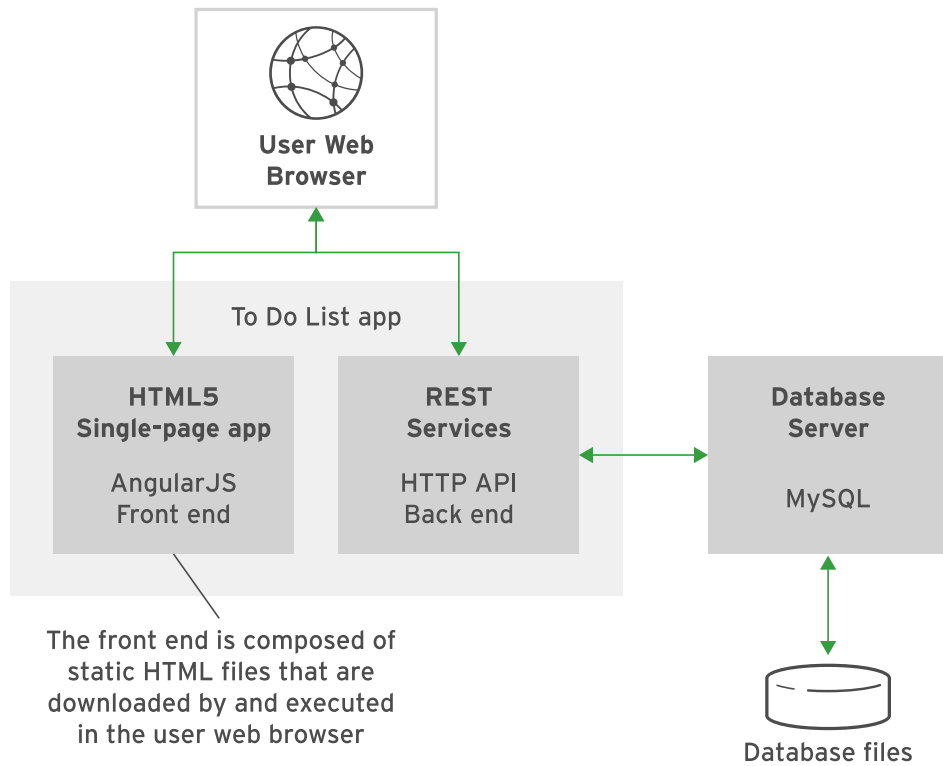 User Web
Browser
To Do List app
HTML5
Single-page app
AngularJS
Front end
REST
Services
HTTP API
Back end
Database
Server
MySQL
The front end is composed of
static HTML files that are
downloaded by and executed
in the user web browser
Database files